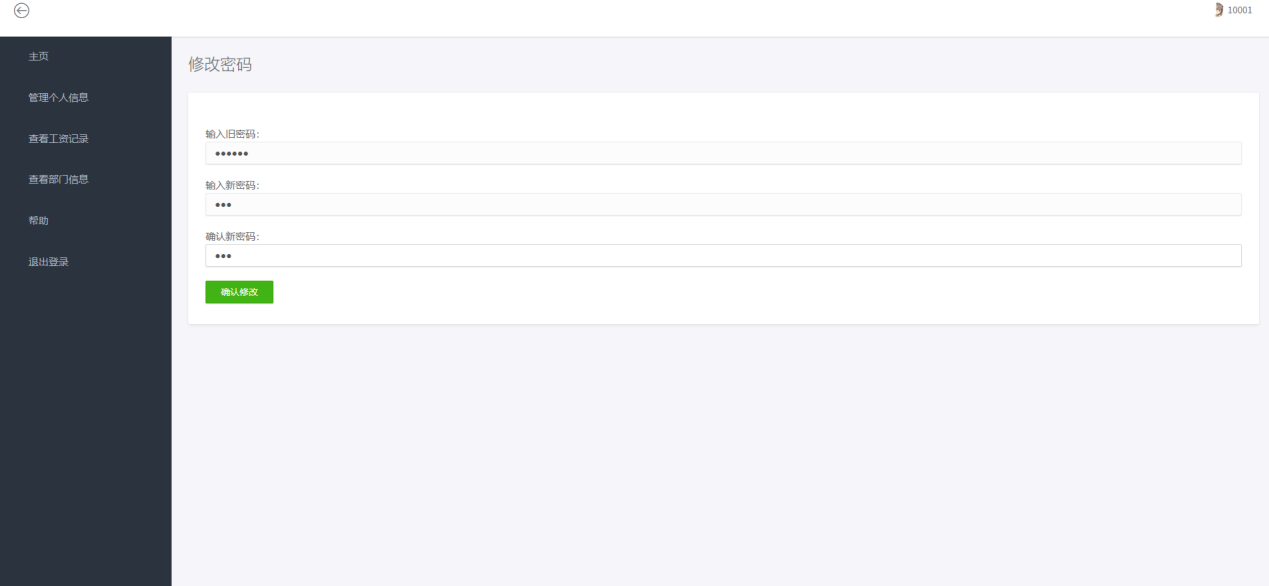 10001
主页
管理个人信息
查看工资记录
查看部门信息
帮助
退出登录
修改密码
输入旧密码:
••••••
输入新密码:
•••
确认新密码:
•••
确认修改